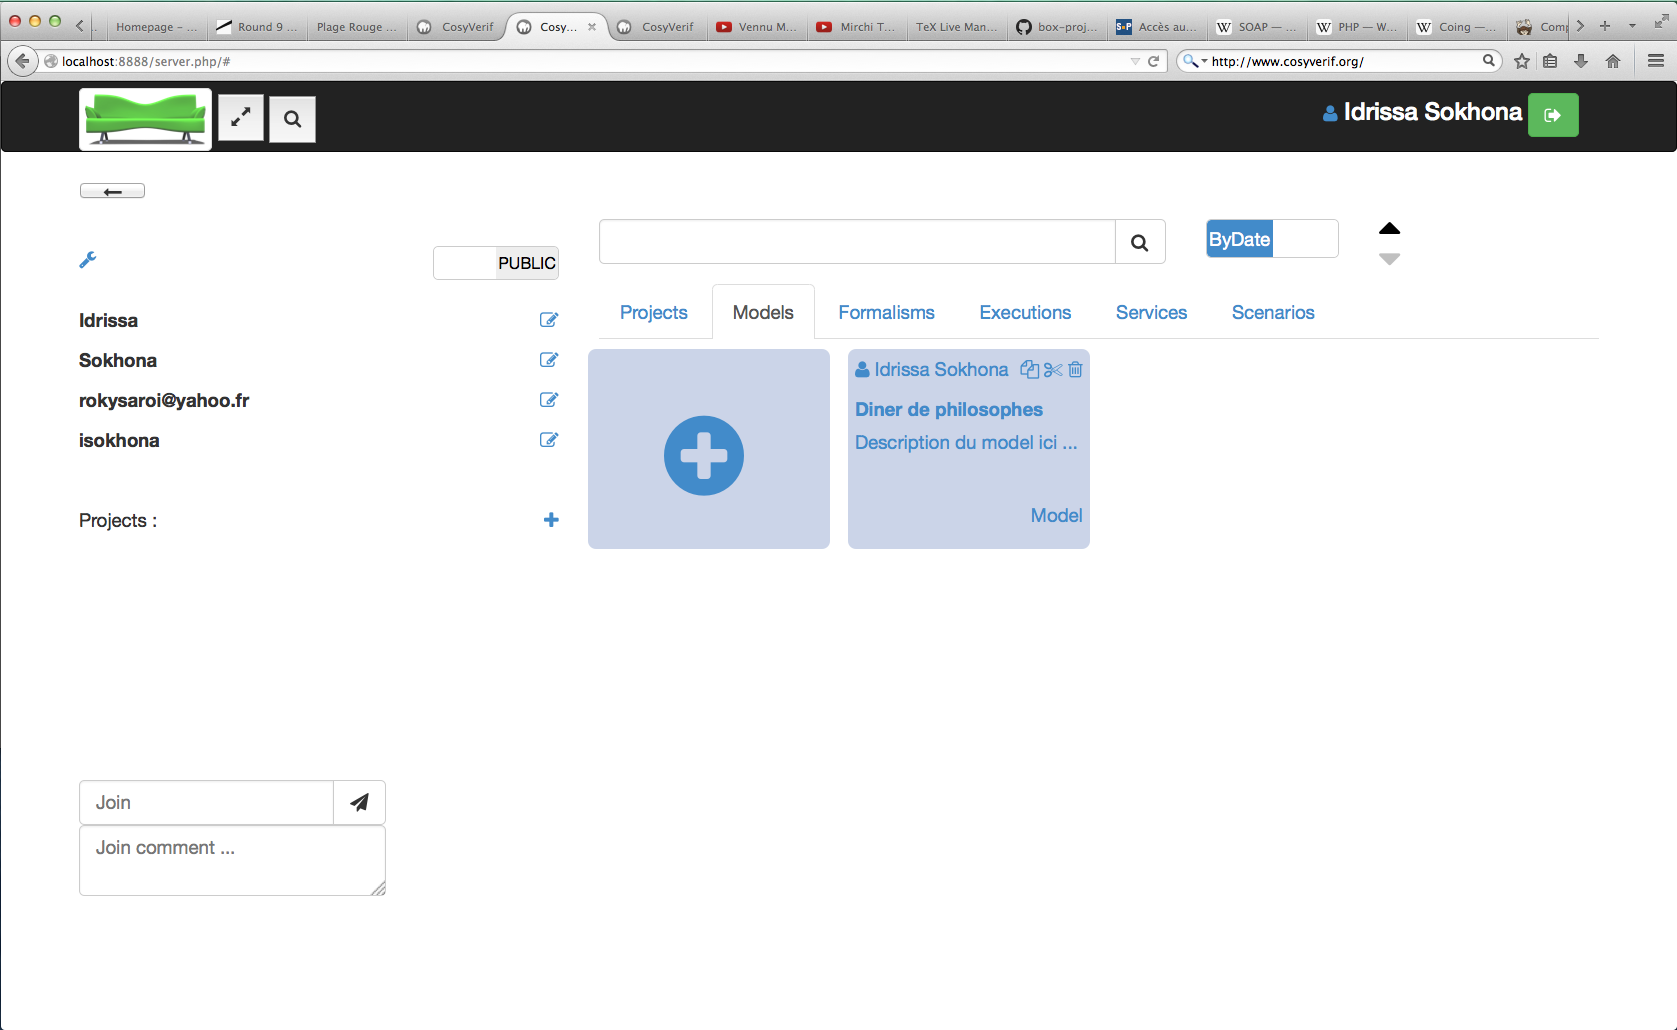 Homepage – ...
Round 9 ...
Plage Rouge ...
CosyVerif
Cosy...
CosyVerif
Vennu M...
Mirchi T...
TeX Live Man...
box-proj...
Accès au...
SOAP — ...
PHP — W...
Coing —...
Comp
localhost:8888/server.php/#
http://www.cosyverif.org/
Idrissa Sokhona
PUBLIC
ByDate
Idrissa
Sokhona
rokysaroi@yahoo.fr
isokhona
Projects :
Projects
Models
Formalisms
Executions
Services
Scenarios
Idrissa Sokhona
Diner de philosophes
Description du model ici ...
Model
Join
Join comment ...